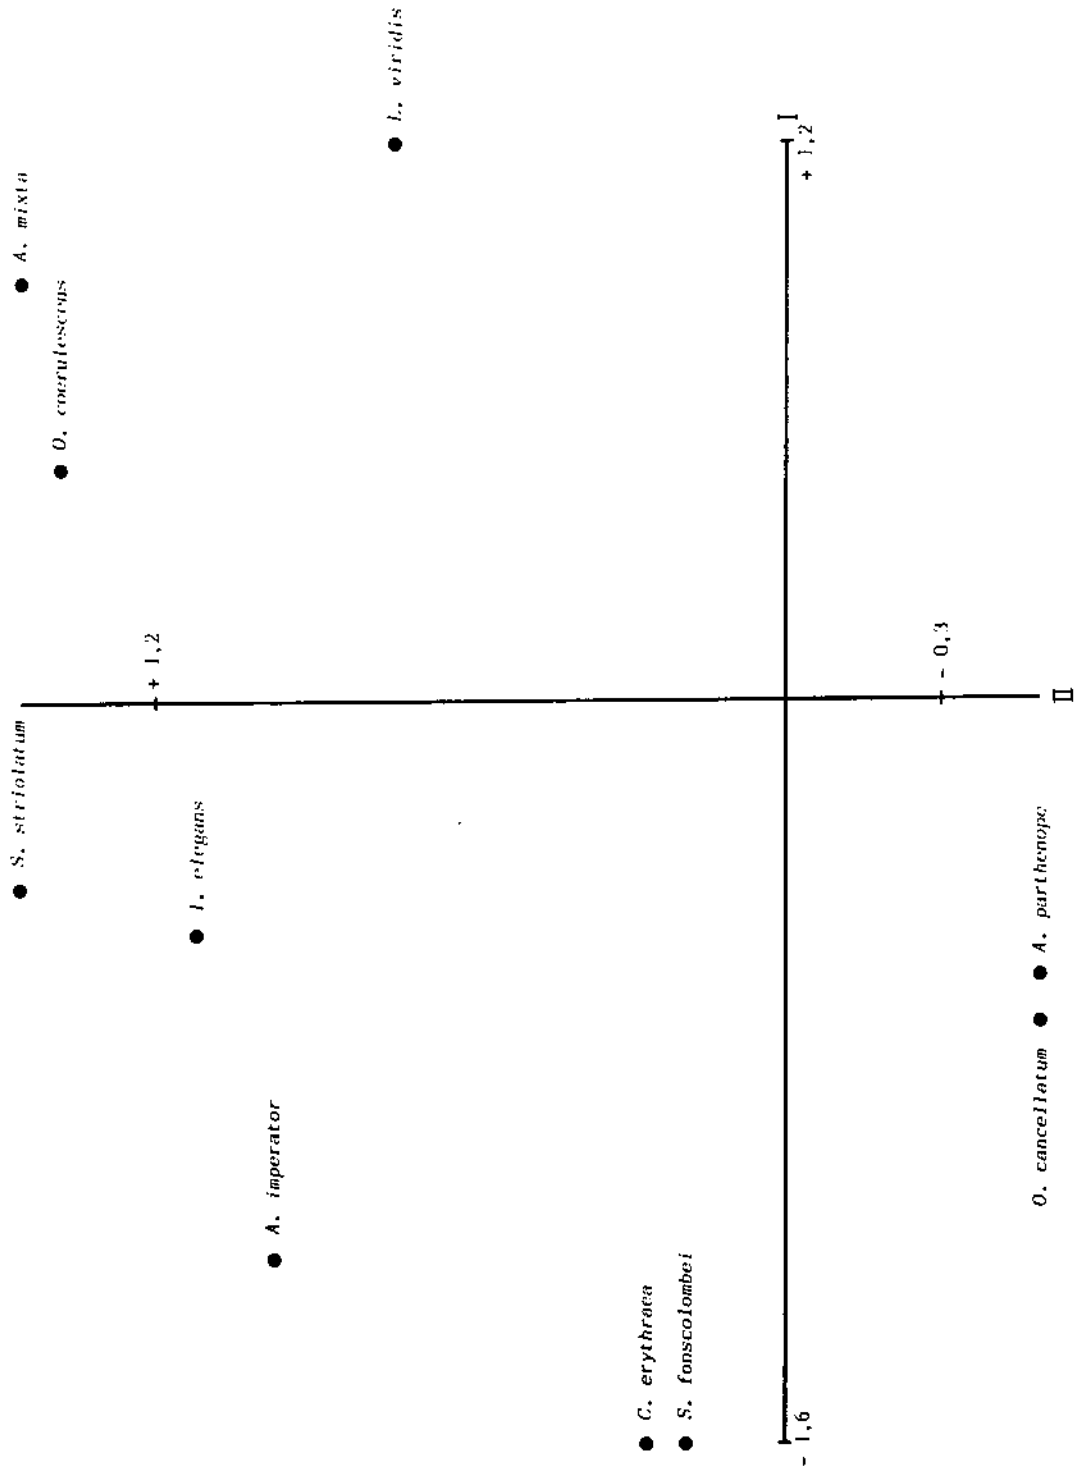 ● S. striolatum
● A. mixta
● O. coerulescens
+ 1,2
● I. elegans
● A. imperator
● L. viridis
● C. erythraea
● S. fonscolombei
- 1,6
+ 1,2
I
- 0,3
O. cancellatum ● ● A. parthenope
II